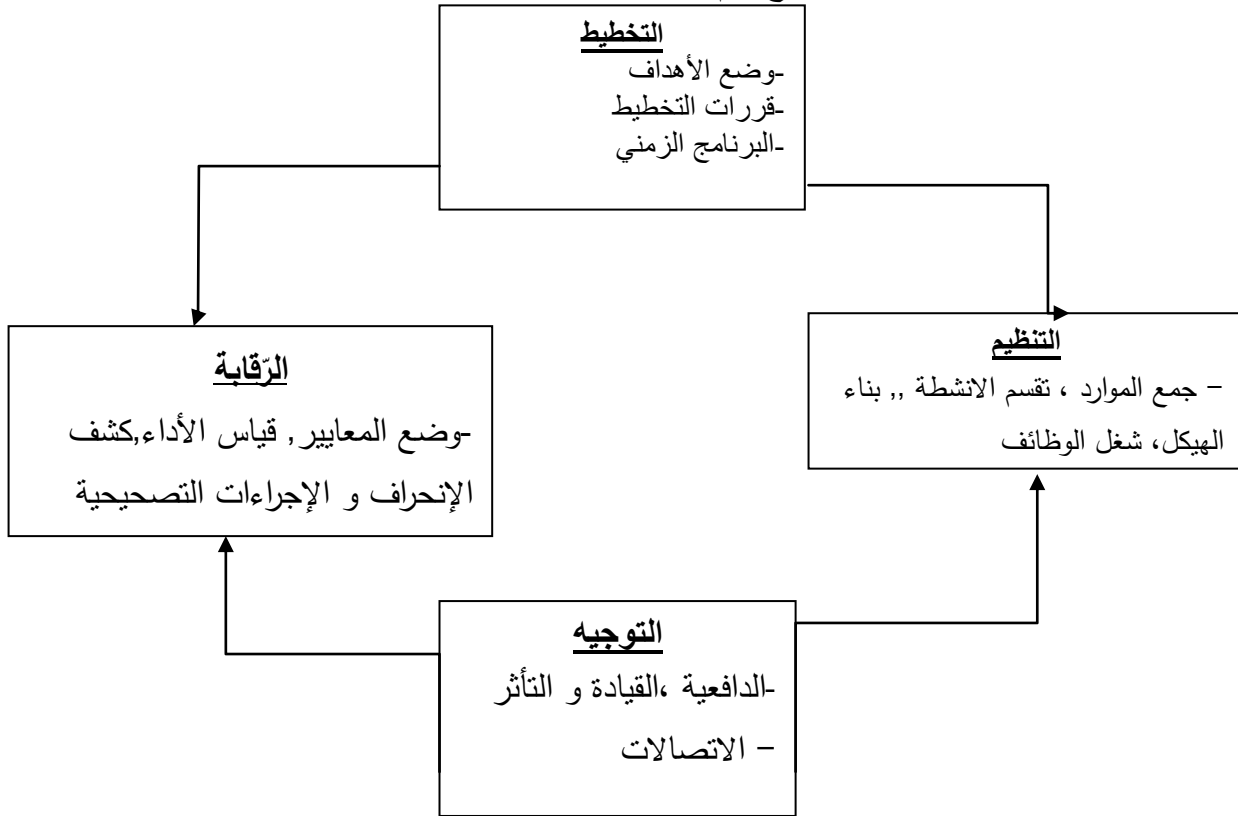 التخطيط
-وضع الأهداف
-قررات التخطيط
-البرنامج الزمني
التنظيم
– جمع الموارد ، تقسم الانشطة ,, بناء
الهيكل، شغل الوظائف
الرّقابة
-وضع المعايير, قياس الأداء,كشف
الإنحراف و الإجراءات التصحيحية
التوجيه
-الدافعية ،القيادة و التأثر
– الاتصالات